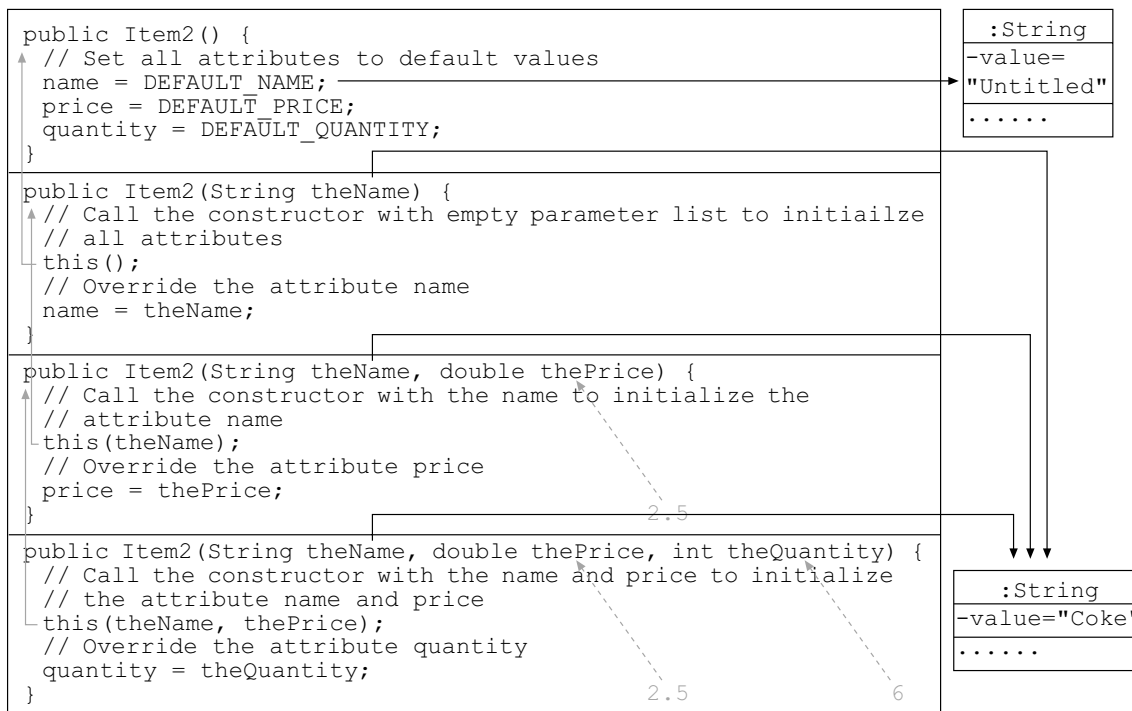 public Item2() {
// Set all attributes to default values
name = DEFAULT_NAME;
price = DEFAULT_PRICE;
quantity = DEFAULT_QUANTITY;
}
:String
-value=
"Untitled"
......
public Item2(String theName) {
// Call the constructor with empty parameter list to initiailze
// all attributes
this();
// Override the attribute name
name = theName;
}
public Item2(String theName, double thePrice) {
// Call the constructor with the name to initialize the
// attribute name
this(theName);
// Override the attribute price
price = thePrice;
}
2.5
public Item2(String theName, double thePrice, int theQuantity) {
// Call the constructor with the name and price to initialize
// the attribute name and price
this(theName, thePrice);
// Override the attribute quantity
quantity = theQuantity;
}
2.5
6
:String
-value="Coke"
......